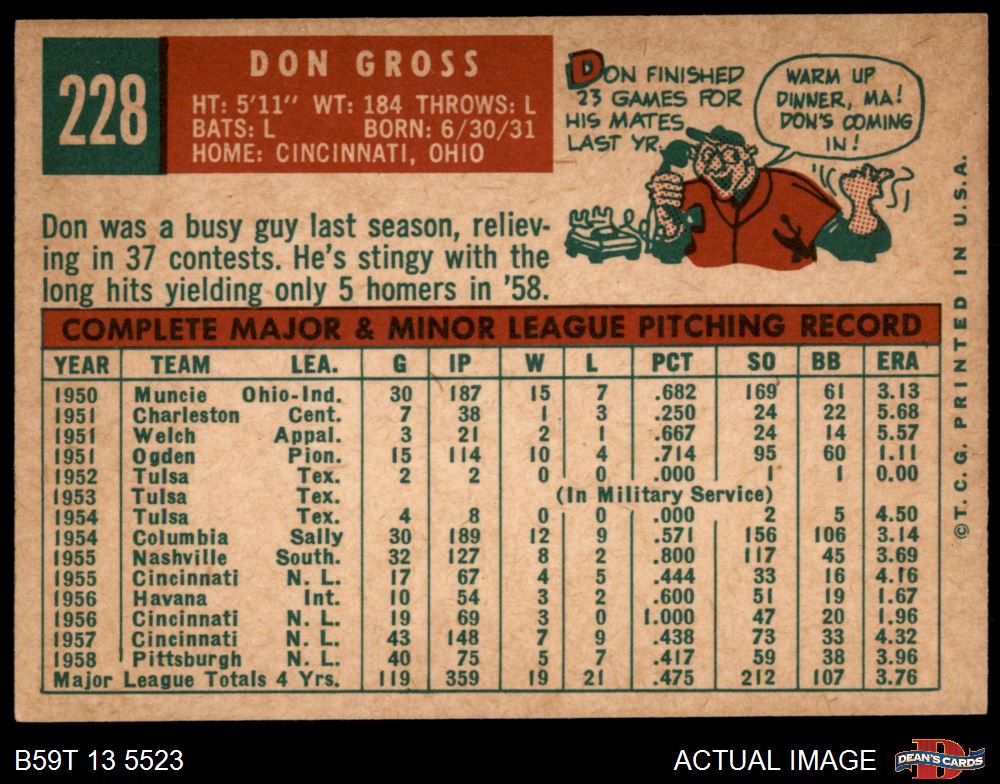 228
DON GROSS
HT: 5'11" WT: 184 THROWS: L
BATS: L BORN: 6/30/31
HOME: CINCINNATI, OHIO
DON FINISHED
23 GAMES FOR
HIS MATES
LAST YR.
WARM UP
DINNER, MA!
DON'S COMING
IN!
Don was a busy guy last season, reliev-
ing in 37 contests. He's stingy with the
long hits yielding only 5 homers in '58.
COMPLETE MAJOR & MINOR LEAGUE PITCHING RECORD
YEAR TEAM LEA. G IP W L PCT SO BB ERA
1950 Muncie Ohio-Ind. 30 187 15 7 .682 169 61 3.13
1951 Charleston Cent. 7 38 1 3 .250 24 22 5.68
1951 Welch Appal. 3 21 2 1 .667 24 14 5.57
1951 Ogden Pion. 15 114 10 4 .714 95 60 1.11
1952 Tulsa Tex. 2 2 0 0 .000 1 1 0.00
1953 Tulsa Tex. (In Military Service)
1954 Tulsa Tex. 4 8 0 0 .000 2 5 4.50
1954 Columbia Sally 30 189 12 9 .571 156 106 3.14
1955 Nashville South. 32 127 8 2 .800 117 45 3.69
1955 Cincinnati N. L. 17 67 4 5 .444 33 16 4.16
1956 Havana Int. 10 54 3 2 .600 51 19 1.67
1956 Cincinnati N. L. 19 69 3 0 1.000 47 20 1.96
1957 Cincinnati N. L. 43 148 7 9 .438 73 33 4.32
1958 Pittsburgh N. L. 40 75 5 7 .417 59 38 3.96
Major League Totals 4 Yrs. 119 359 19 21 .475 212 107 3.76
©T. C. G. PRINTED IN U.S.A.
B59T 13 5523
ACTUAL IMAGE
DEAN'S CARDS